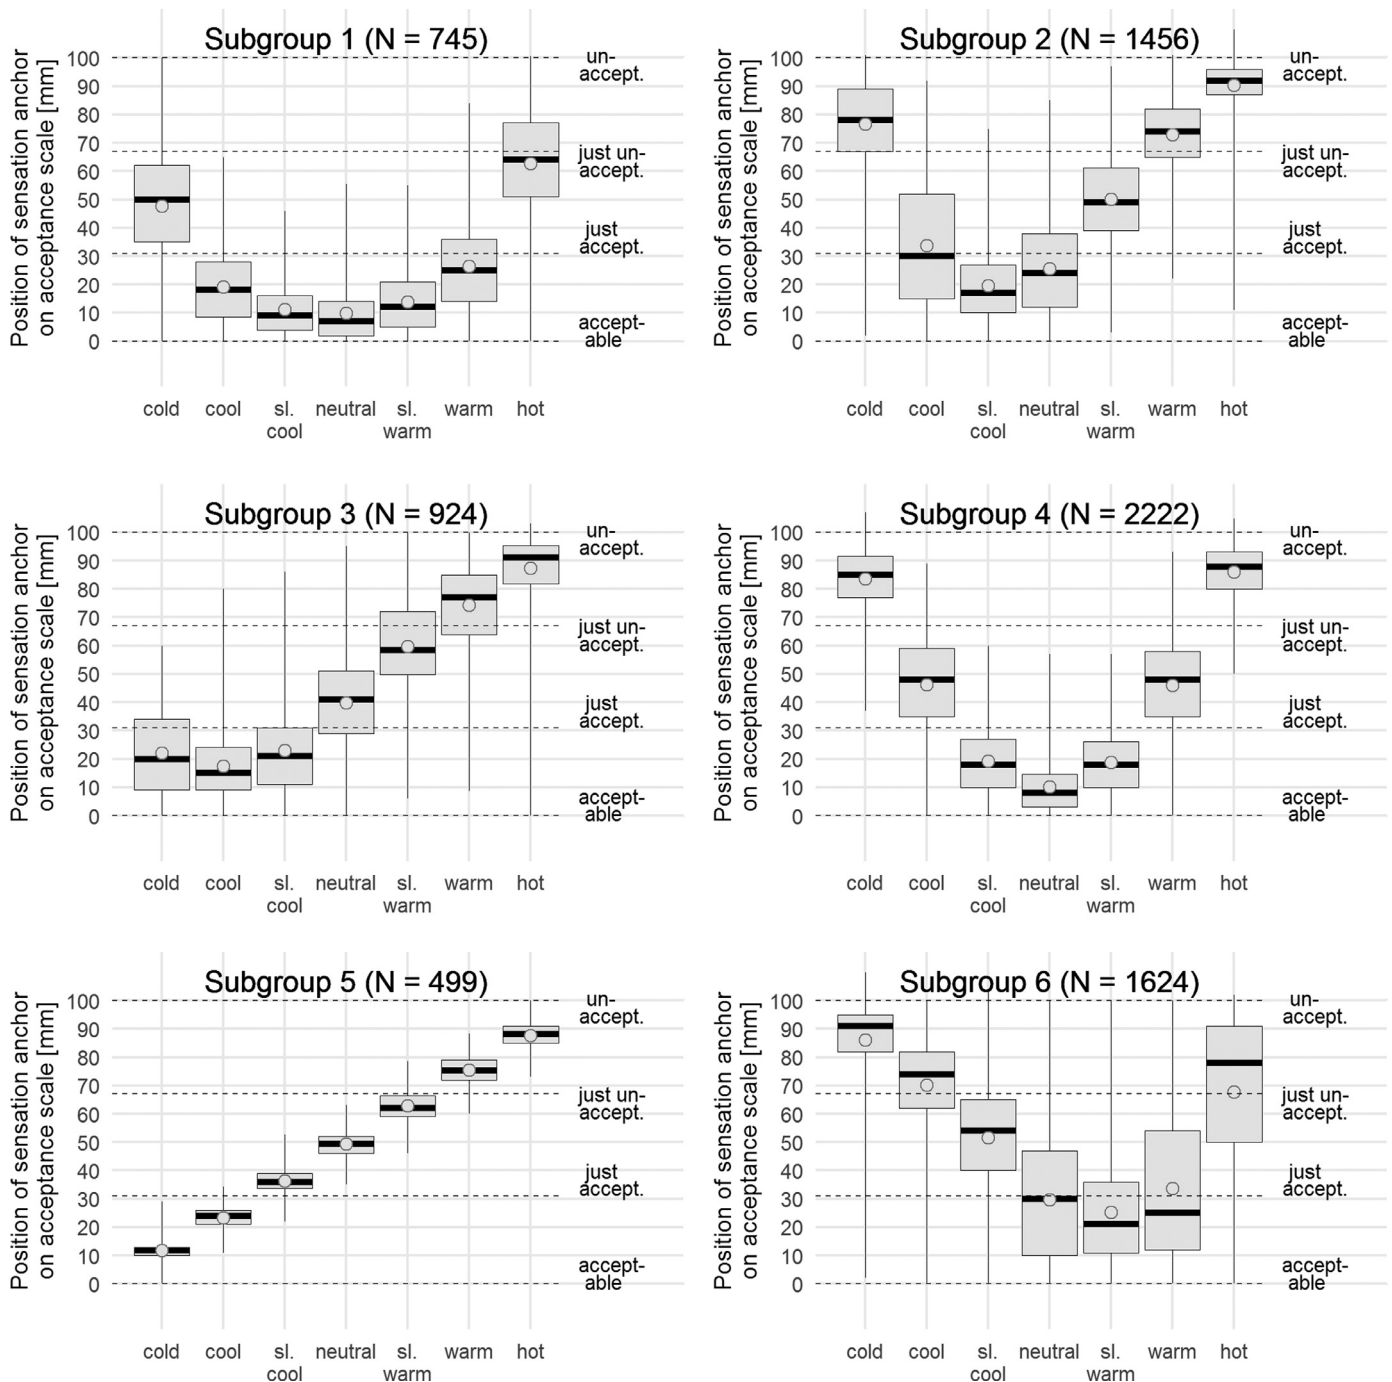 Subgroup 1 (N = 745)
Position of sensation anchor
on acceptance scale [mm]
100
90
80
70
60
50
40
30
20
10
0
un-
accept.
just un-
accept.
just
accept.
accept-
able
cold
cool
sl.
cool
neutral
sl.
warm
warm
hot
Subgroup 2 (N = 1456)
Position of sensation anchor
on acceptance scale [mm]
100
90
80
70
60
50
40
30
20
10
0
un-
accept.
just un-
accept.
just
accept.
accept-
able
cold
cool
sl.
cool
neutral
sl.
warm
warm
hot
Subgroup 3 (N = 924)
Position of sensation anchor
on acceptance scale [mm]
100
90
80
70
60
50
40
30
20
10
0
un-
accept.
just un-
accept.
just
accept.
accept-
able
cold
cool
sl.
cool
neutral
sl.
warm
warm
hot
Subgroup 4 (N = 2222)
Position of sensation anchor
on acceptance scale [mm]
100
90
80
70
60
50
40
30
20
10
0
un-
accept.
just un-
accept.
just
accept.
accept-
able
cold
cool
sl.
cool
neutral
sl.
warm
warm
hot
Subgroup 5 (N = 499)
Position of sensation anchor
on acceptance scale [mm]
100
90
80
70
60
50
40
30
20
10
0
un-
accept.
just un-
accept.
just
accept.
accept-
able
cold
cool
sl.
cool
neutral
sl.
warm
warm
hot
Subgroup 6 (N = 1624)
Position of sensation anchor
on acceptance scale [mm]
100
90
80
70
60
50
40
30
20
10
0
un-
accept.
just un-
accept.
just
accept.
accept-
able
cold
cool
sl.
cool
neutral
sl.
warm
warm
hot